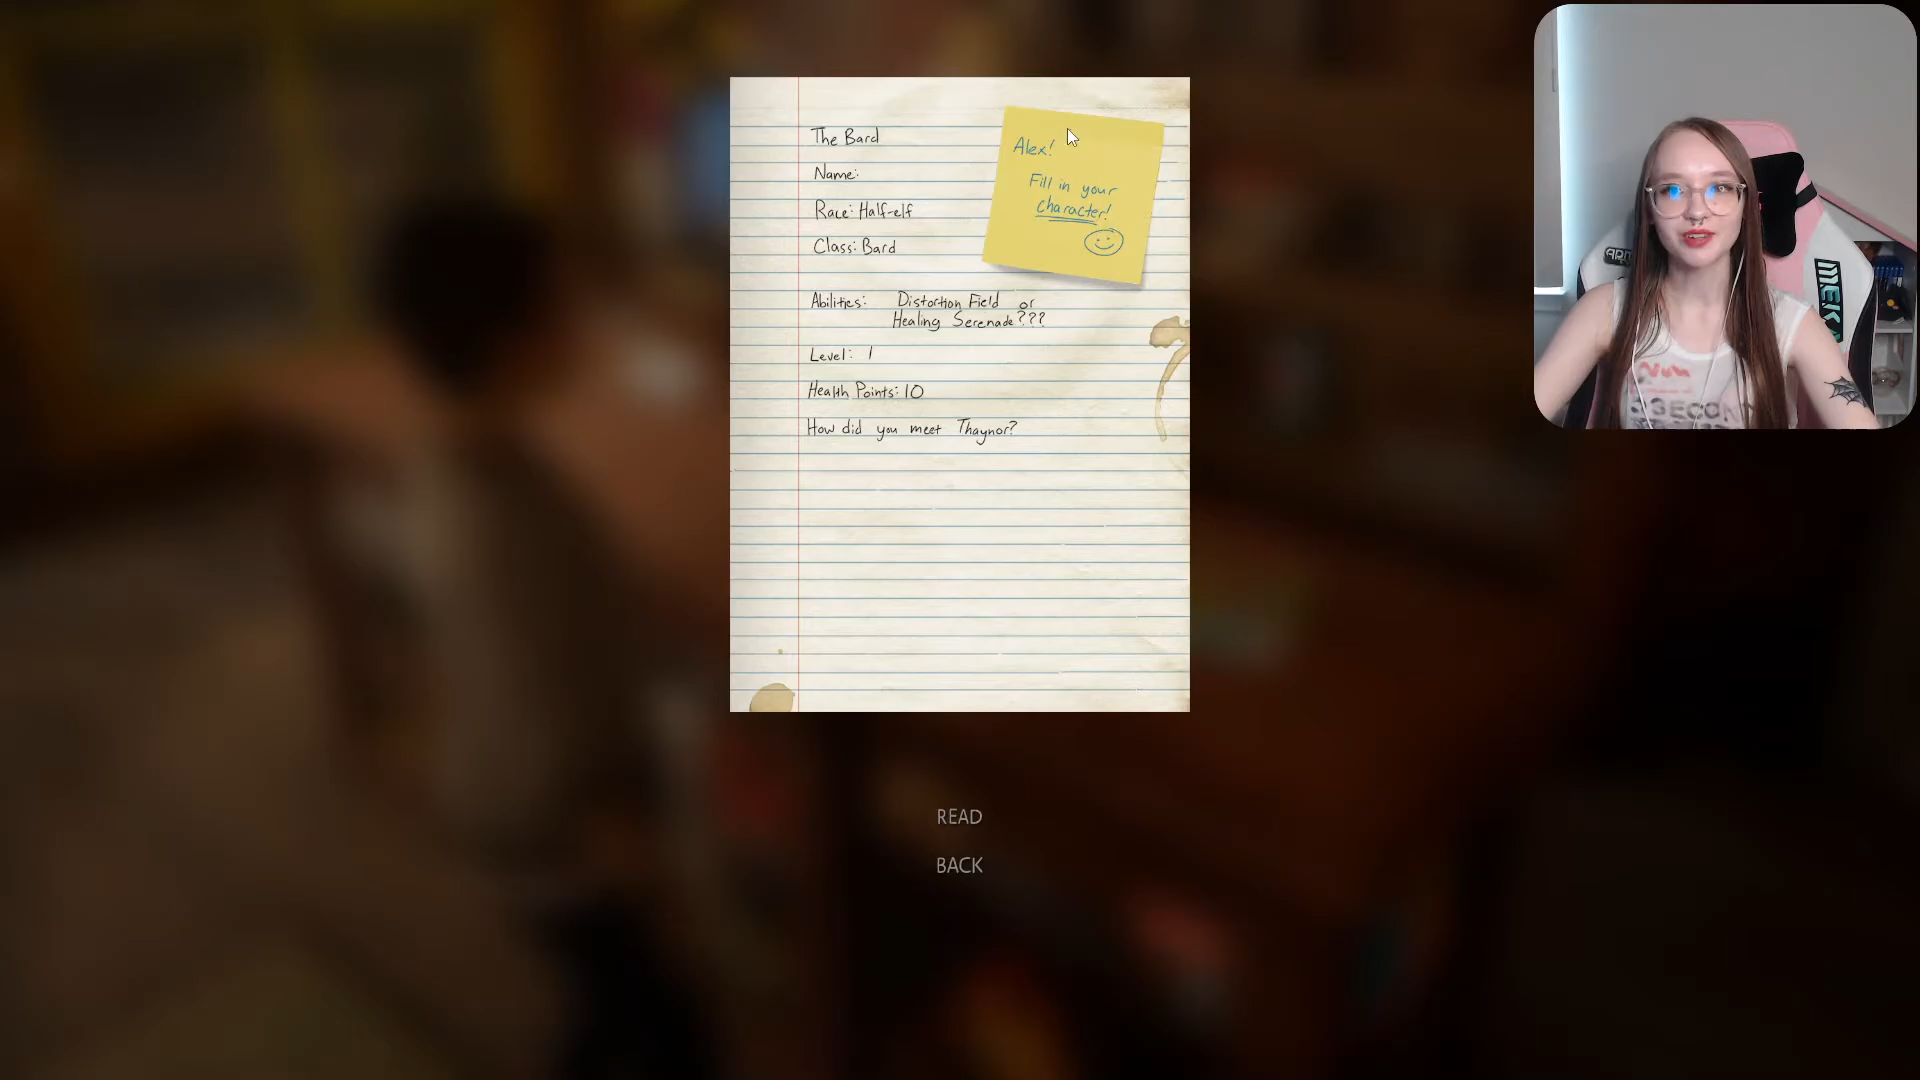 The Bard
Name:
Race: Half-elf
Class: Bard
Alex!
Fill in your
character!
Abilities: Distortion Field or
Healing Serenade???
Level: 1
Health Points: 10
How did you meet Thaynor?
READ
BACK